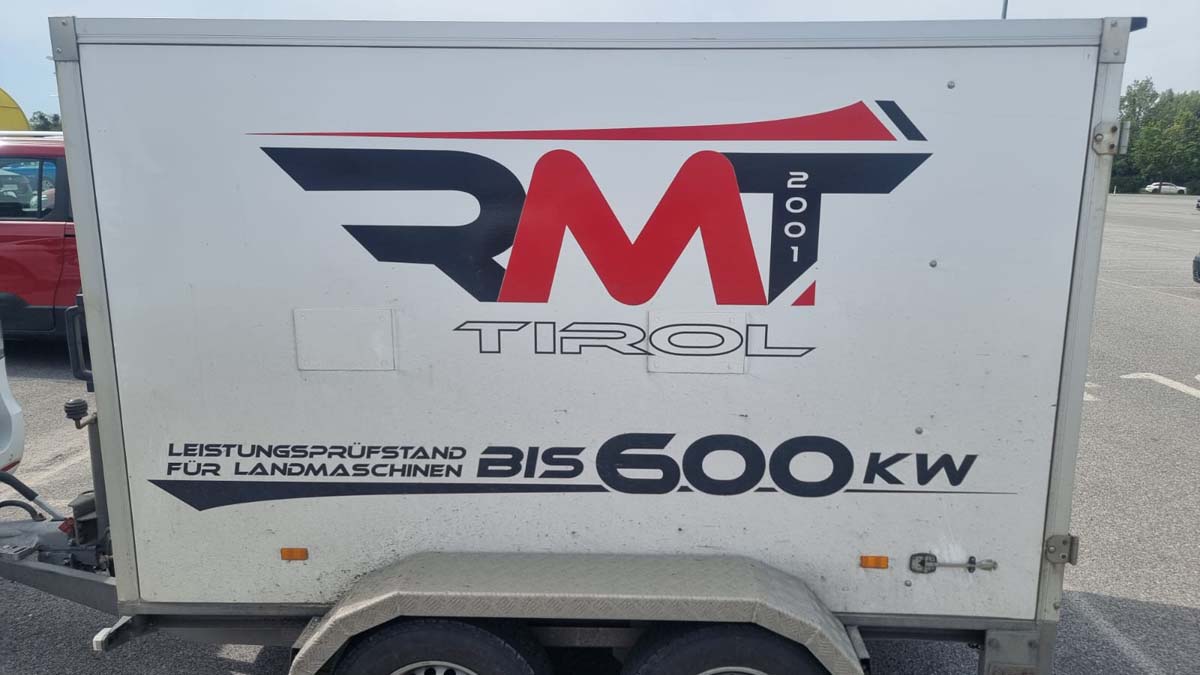 RMT
2001
TIROL
LEISTUNGSPRÜFSTAND
FÜR LANDMASCHINEN
BIS 600 KW